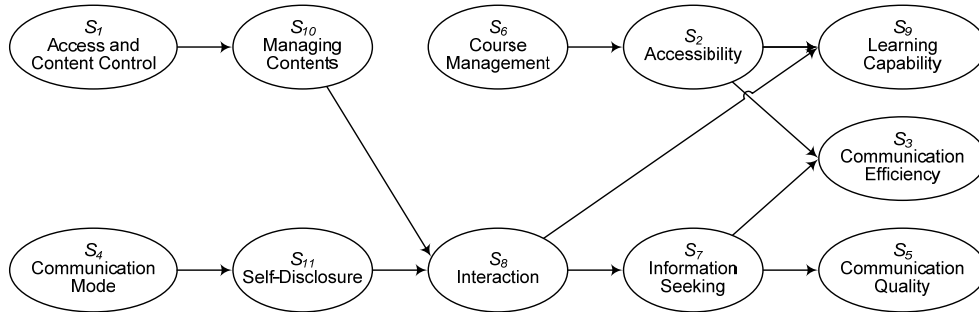 S1
Access and
Content Control
S10
Managing
Contents
S6
Course
Management
S2
Accessibility
S9
Learning
Capability
S3
Communication
Efficiency
S4
Communication
Mode
S11
Self-Disclosure
S8
Interaction
S7
Information
Seeking
S5
Communication
Quality